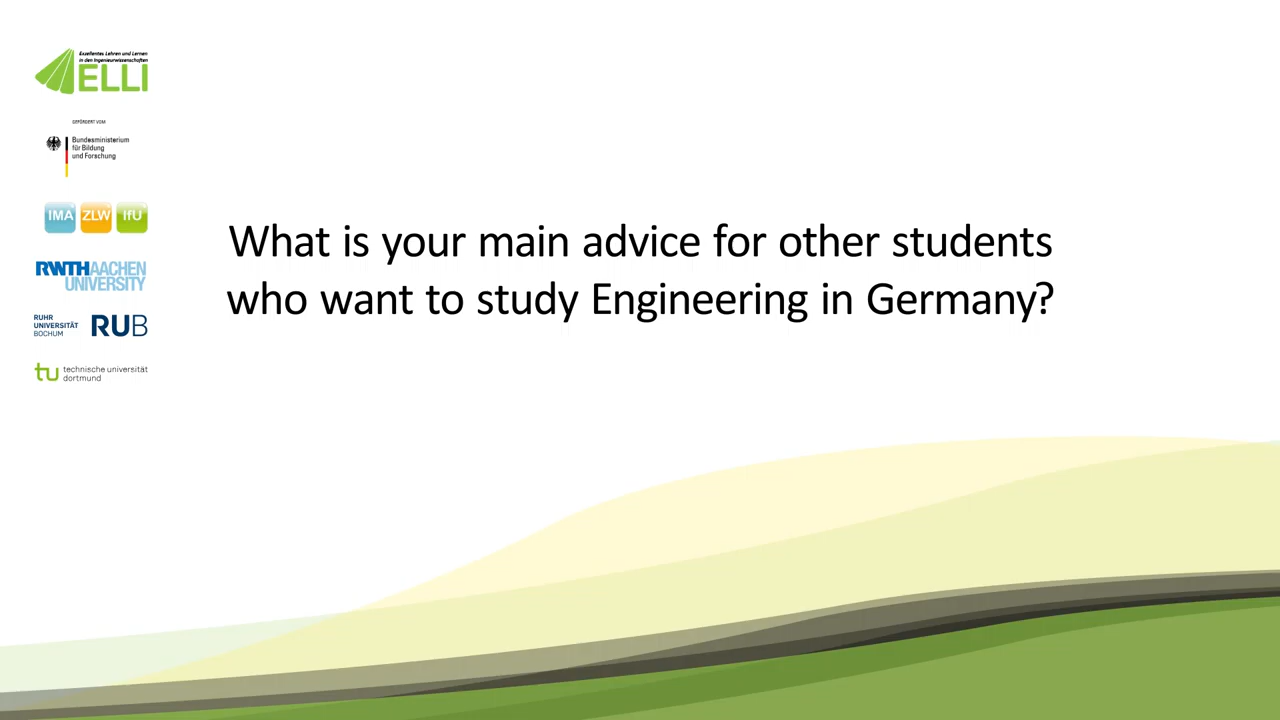 Exzellentes Lehren und Lernen
in den Ingenieurwissenschaften
ELLI
GEFÖRDERT VOM
Bundesministerium
für Bildung
und Forschung
IMA ZLW IfU
RWTHAACHEN
UNIVERSITY
RUHR
UNIVERSITÄT
BOCHUM
RUB
tu technische universität
dortmund
What is your main advice for other students
who want to study Engineering in Germany?